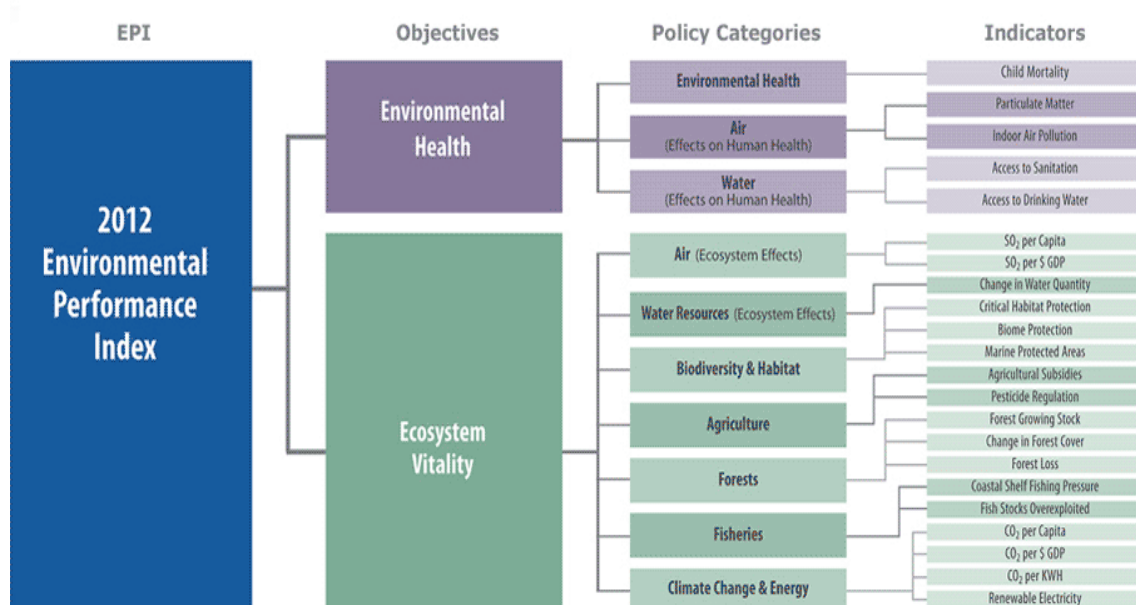 EPI
Objectives
Policy Categories
Indicators
2012
Environmental
Performance
Index
Environmental
Health
Ecosystem
Vitality
Environmental Health
Air
(Effects on Human Health)
Water
(Effects on Human Health)
Air (Ecosystem Effects)
Water Resources (Ecosystem Effects)
Biodiversity & Habitat
Agriculture
Forests
Fisheries
Climate Change & Energy
Child Mortality
Particulate Matter
Indoor Air Pollution
Access to Sanitation
Access to Drinking Water
SO₂ per Capita
SO₂ per $ GDP
Change in Water Quantity
Critical Habitat Protection
Biome Protection
Marine Protected Areas
Agricultural Subsidies
Pesticide Regulation
Forest Growing Stock
Change in Forest Cover
Forest Loss
Coastal Shelf Fishing Pressure
Fish Stocks Overexploited
CO₂ per Capita
CO₂ per $ GDP
CO₂ per KWH
Renewable Electricity